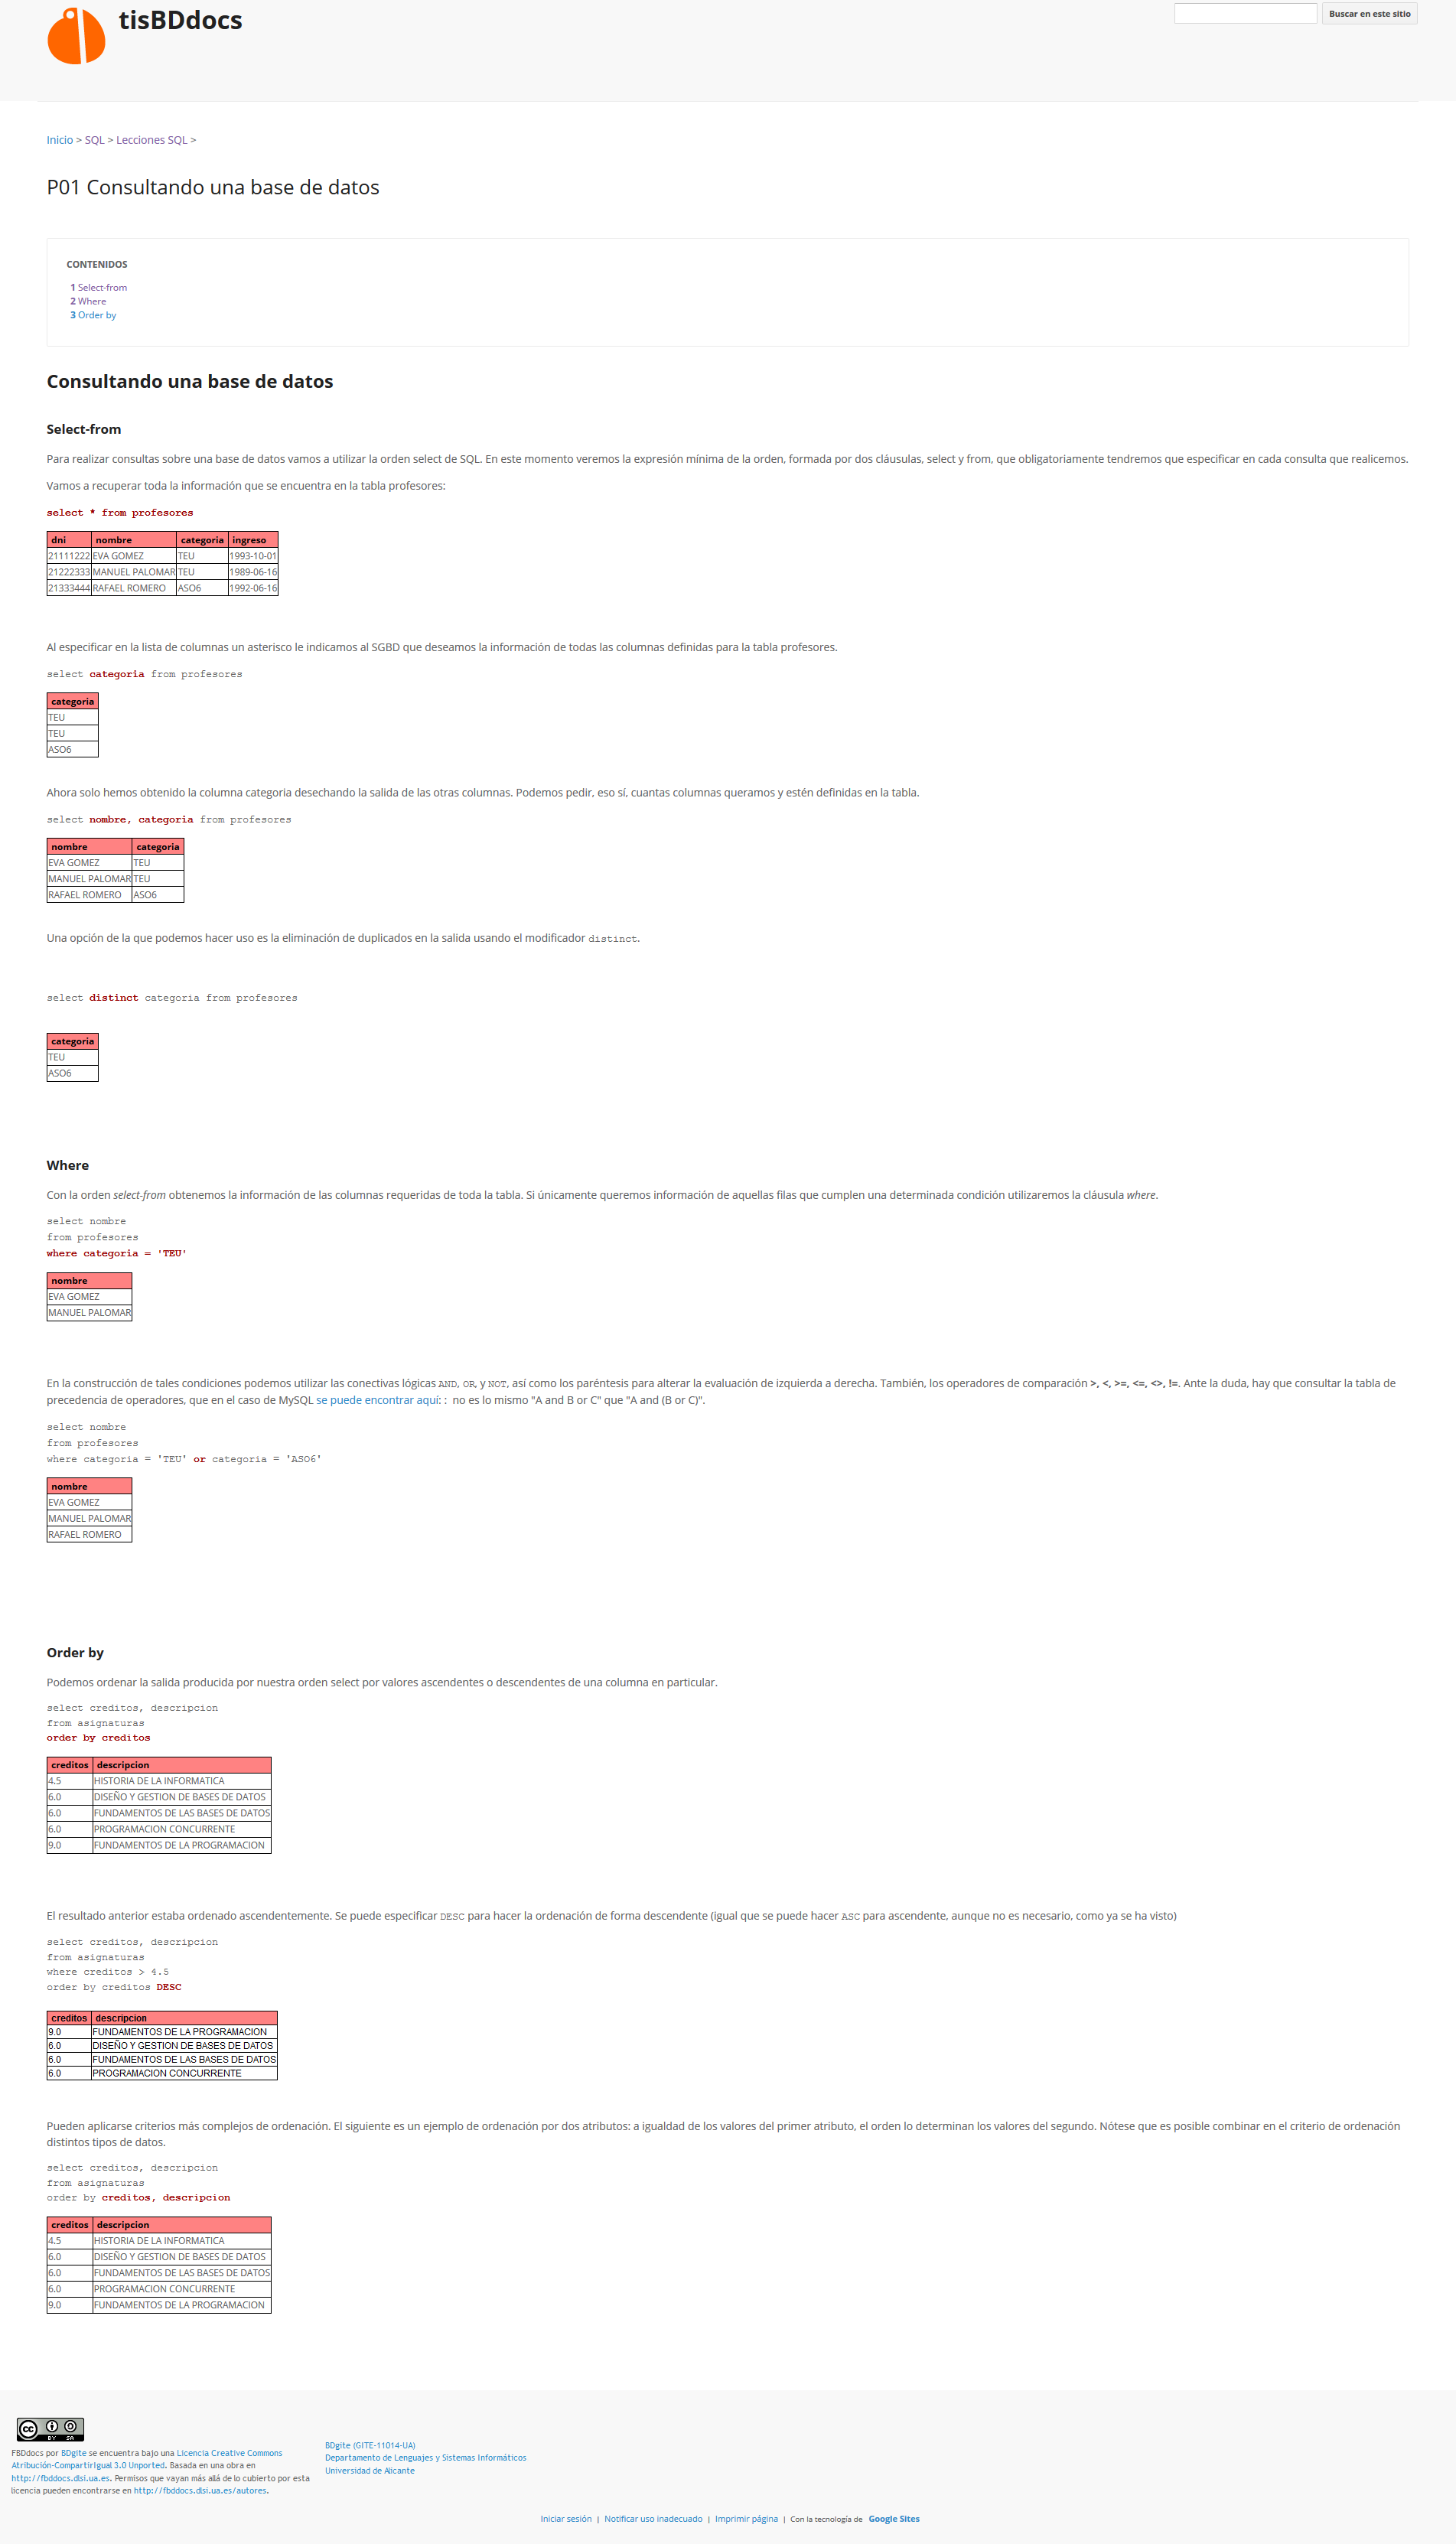 tisBDdocs
Buscar en este sitio
Inicio > SQL > Lecciones SQL >
P01 Consultando una base de datos
CONTENIDOS
1 Select-from
2 Where
3 Order by
Consultando una base de datos
Select-from
Para realizar consultas sobre una base de datos vamos a utilizar la orden select de SQL. En este momento veremos la expresión mínima de la orden, formada por dos cláusulas, select y from, que obligatoriamente tendremos que especificar en cada consulta que realicemos.
Vamos a recuperar toda la información que se encuentra en la tabla profesores:
select * from profesores
dni nombre categoria ingreso
21111222 EVA GOMEZ TEU 1993-10-01
21222333 MANUEL PALOMAR TEU 1989-06-16
21333444 RAFAEL ROMERO ASO6 1992-06-16
Al especificar en la lista de columnas un asterisco le indicamos al SGBD que deseamos la información de todas las columnas definidas para la tabla profesores.
select categoria from profesores
categoria
TEU
TEU
ASO6
Ahora solo hemos obtenido la columna categoria desechando la salida de las otras columnas. Podemos pedir, eso sí, cuantas columnas queramos y estén definidas en la tabla.
select nombre, categoria from profesores
nombre categoria
EVA GOMEZ TEU
MANUEL PALOMAR TEU
RAFAEL ROMERO ASO6
Una opción de la que podemos hacer uso es la eliminación de duplicados en la salida usando el modificador distinct.
select distinct categoria from profesores
categoria
TEU
ASO6
Where
Con la orden select-from obtenemos la información de las columnas requeridas de toda la tabla. Si únicamente queremos información de aquellas filas que cumplen una determinada condición utilizaremos la cláusula where.
select nombre
from profesores
where categoria = 'TEU'
nombre
EVA GOMEZ
MANUEL PALOMAR
En la construcción de tales condiciones podemos utilizar las conectivas lógicas AND, OR, y NOT, así como los paréntesis para alterar la evaluación de izquierda a derecha. También, los operadores de comparación >, <, >=, <=, <>, !=. Ante la duda, hay que consultar la tabla de
precedencia de operadores, que en el caso de MySQL se puede encontrar aquí: :  no es lo mismo "A and B or C" que "A and (B or C)".
select nombre
from profesores
where categoria = 'TEU' or categoria = 'ASO6'
nombre
EVA GOMEZ
MANUEL PALOMAR
RAFAEL ROMERO
Order by
Podemos ordenar la salida producida por nuestra orden select por valores ascendentes o descendentes de una columna en particular.
select creditos, descripcion
from asignaturas
order by creditos
creditos descripcion
4.5 HISTORIA DE LA INFORMATICA
6.0 DISEÑO Y GESTION DE BASES DE DATOS
6.0 FUNDAMENTOS DE LAS BASES DE DATOS
6.0 PROGRAMACION CONCURRENTE
9.0 FUNDAMENTOS DE LA PROGRAMACION
El resultado anterior estaba ordenado ascendentemente. Se puede especificar DESC para hacer la ordenación de forma descendente (igual que se puede hacer ASC para ascendente, aunque no es necesario, como ya se ha visto)
select creditos, descripcion
from asignaturas
where creditos > 4.5
order by creditos DESC
creditos descripcion
9.0 FUNDAMENTOS DE LA PROGRAMACION
6.0 DISEÑO Y GESTION DE BASES DE DATOS
6.0 FUNDAMENTOS DE LAS BASES DE DATOS
6.0 PROGRAMACION CONCURRENTE
Pueden aplicarse criterios más complejos de ordenación. El siguiente es un ejemplo de ordenación por dos atributos: a igualdad de los valores del primer atributo, el orden lo determinan los valores del segundo. Nótese que es posible combinar en el criterio de ordenación
distintos tipos de datos.
select creditos, descripcion
from asignaturas
order by creditos, descripcion
creditos descripcion
4.5 HISTORIA DE LA INFORMATICA
6.0 DISEÑO Y GESTION DE BASES DE DATOS
6.0 FUNDAMENTOS DE LAS BASES DE DATOS
6.0 PROGRAMACION CONCURRENTE
9.0 FUNDAMENTOS DE LA PROGRAMACION
cc BY SA
FBDdocs por BDgite se encuentra bajo una Licencia Creative Commons
Atribución-CompartirIgual 3.0 Unported. Basada en una obra en
http://fbddocs.dlsi.ua.es. Permisos que vayan más allá de lo cubierto por esta
licencia pueden encontrarse en http://fbddocs.dlsi.ua.es/autores.
BDgite (GITE-11014-UA)
Departamento de Lenguajes y Sistemas Informáticos
Universidad de Alicante
Iniciar sesión | Notificar uso inadecuado | Imprimir página | Con la tecnología de Google Sites